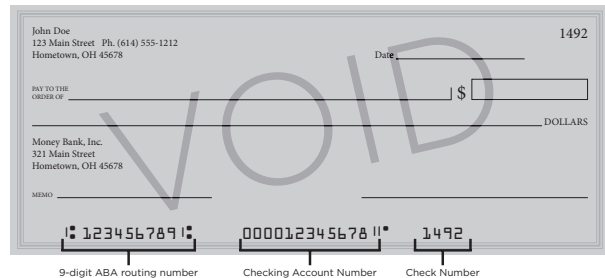 John Doe
1492
123 Main Street Ph. (614) 555-1212
Hometown, OH 45678
Date
PAY TO THE
ORDER OF
$
DOLLARS
VOID
Money Bank, Inc.
321 Main Street
Hometown, OH 45678
MEMO
⑆123456789⑆ 000012345678⑈ 1492
9-digit ABA routing number Checking Account Number Check Number